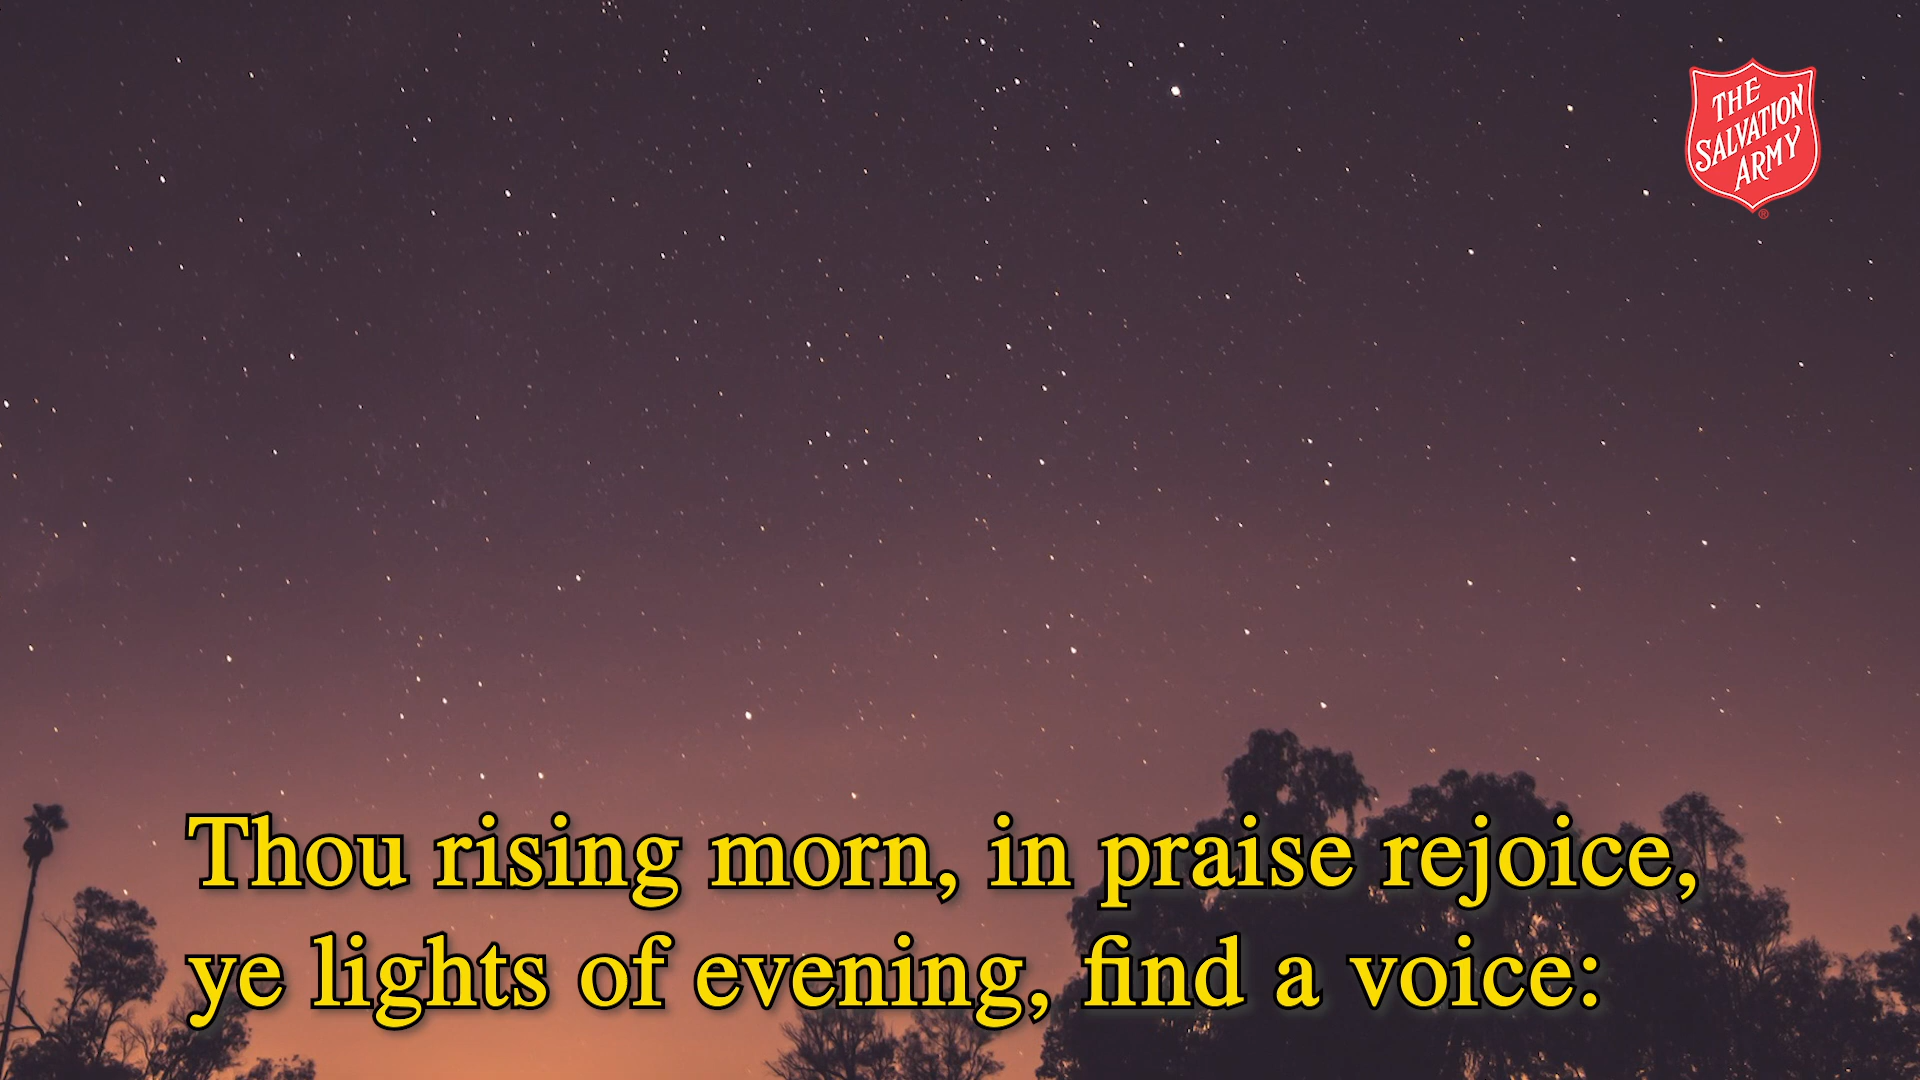 THE
SALVATION
ARMY
®
Thou rising morn, in praise rejoice,
ye lights of evening, find a voice: